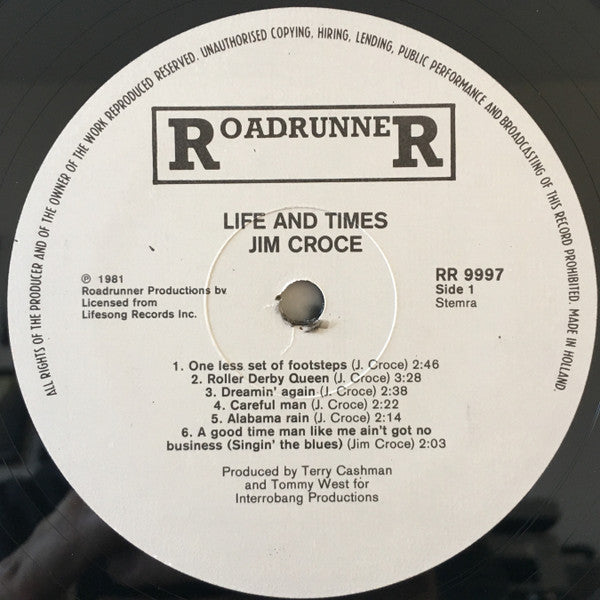 ALL RIGHTS OF THE PRODUCER AND OF THE OWNER OF THE WORK REPRODUCED RESERVED. UNAUTHORISED COPYING, HIRING, LENDING, PUBLIC PERFORMANCE AND BROADCASTING OF THIS RECORD PROHIBITED. MADE IN HOLLAND.
ROADRUNNER
LIFE AND TIMES
JIM CROCE
℗ 1981
Roadrunner Productions bv
Licensed from
Lifesong Records Inc.
RR 9997
Side 1
Stemra
1. One less set of footsteps (J. Croce) 2:46
2. Roller Derby Queen (J. Croce) 3:28
3. Dreamin' again (J. Croce) 2:38
4. Careful man (J. Croce) 2:22
5. Alabama rain (J. Croce) 2:14
6. A good time man like me ain't got no
business (Singin' the blues) (Jim Croce) 2:03
Produced by Terry Cashman
and Tommy West for
Interrobang Productions